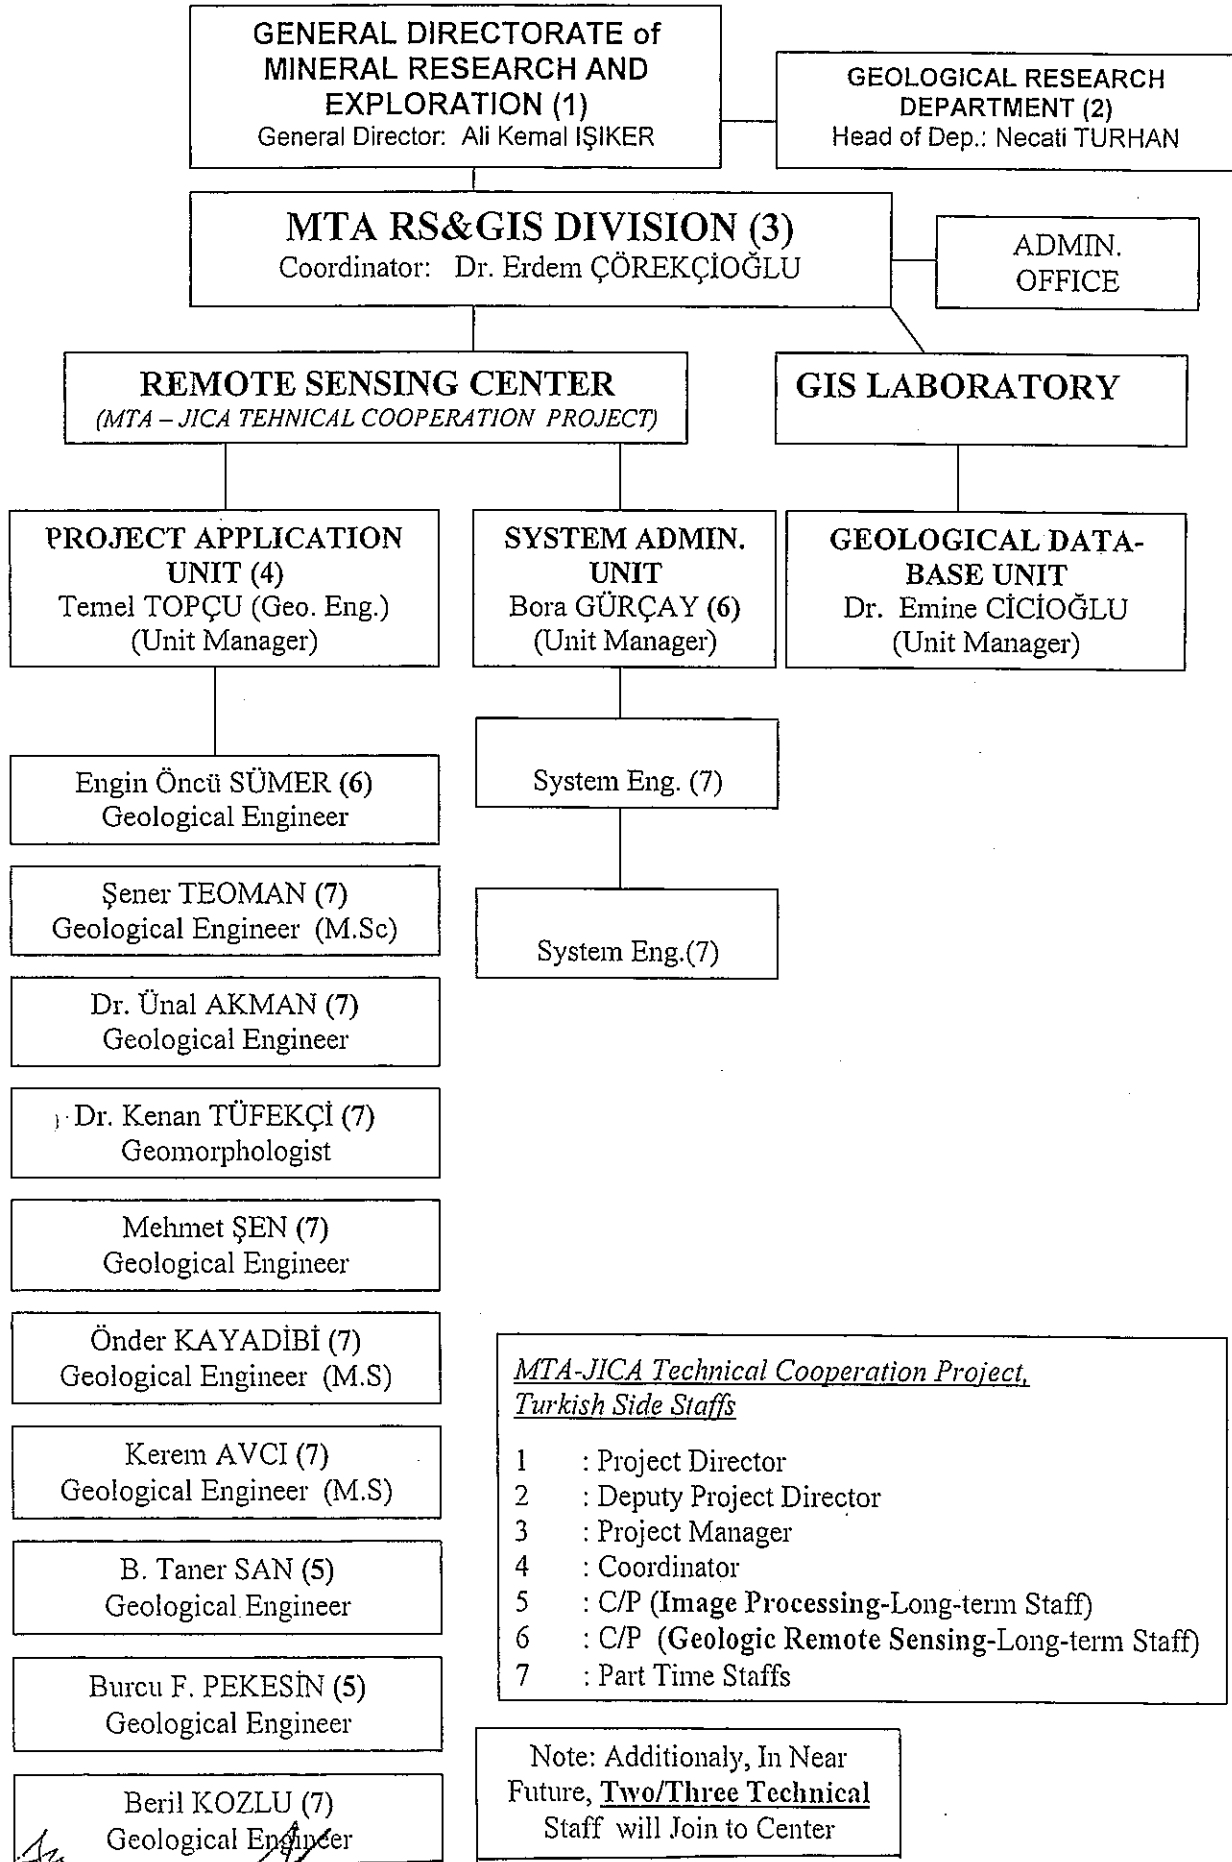 GENERAL DIRECTORATE of
MINERAL RESEARCH AND
EXPLORATION (1)
General Director: Ali Kemal IŞIKER
GEOLOGICAL RESEARCH
DEPARTMENT (2)
Head of Dep.: Necati TURHAN
MTA RS&GIS DIVISION (3)
Coordinator: Dr. Erdem ÇÖREKÇİOĞLU
ADMIN.
OFFICE
REMOTE SENSING CENTER
(MTA – JICA TEHNICAL COOPERATION PROJECT)
GIS LABORATORY
PROJECT APPLICATION
UNIT (4)
Temel TOPÇU (Geo. Eng.)
(Unit Manager)
SYSTEM ADMIN.
UNIT
Bora GÜRÇAY (6)
(Unit Manager)
GEOLOGICAL DATA-
BASE UNIT
Dr. Emine CİCİOĞLU
(Unit Manager)
Engin Öncü SÜMER (6)
Geological Engineer
Şener TEOMAN (7)
Geological Engineer (M.Sc)
Dr. Ünal AKMAN (7)
Geological Engineer
Dr. Kenan TÜFEKÇİ (7)
Geomorphologist
Mehmet ŞEN (7)
Geological Engineer
Önder KAYADİBİ (7)
Geological Engineer (M.S)
Kerem AVCI (7)
Geological Engineer (M.S)
B. Taner SAN (5)
Geological Engineer
Burcu F. PEKESİN (5)
Geological Engineer
Beril KOZLU (7)
Geological Engineer
System Eng. (7)
System Eng.(7)
MTA-JICA Technical Cooperation Project,
Turkish Side Staffs
1 : Project Director
2 : Deputy Project Director
3 : Project Manager
4 : Coordinator
5 : C/P (Image Processing-Long-term Staff)
6 : C/P (Geologic Remote Sensing-Long-term Staff)
7 : Part Time Staffs
Note: Additionaly, In Near
Future, Two/Three Technical
Staff will Join to Center